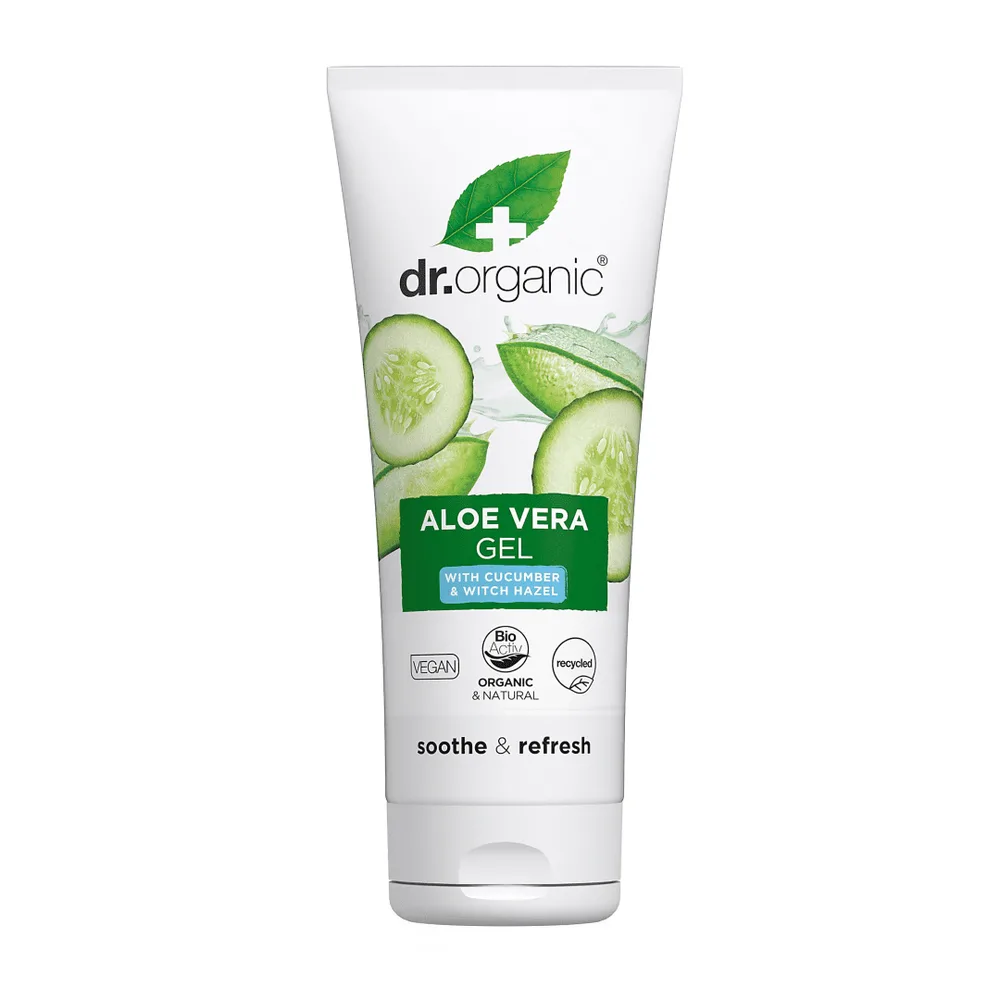 dr.organic®
ALOE VERA
GEL
WITH CUCUMBER
& WITCH HAZEL
VEGAN
Bio
Activ
ORGANIC
& NATURAL
recycled
soothe & refresh